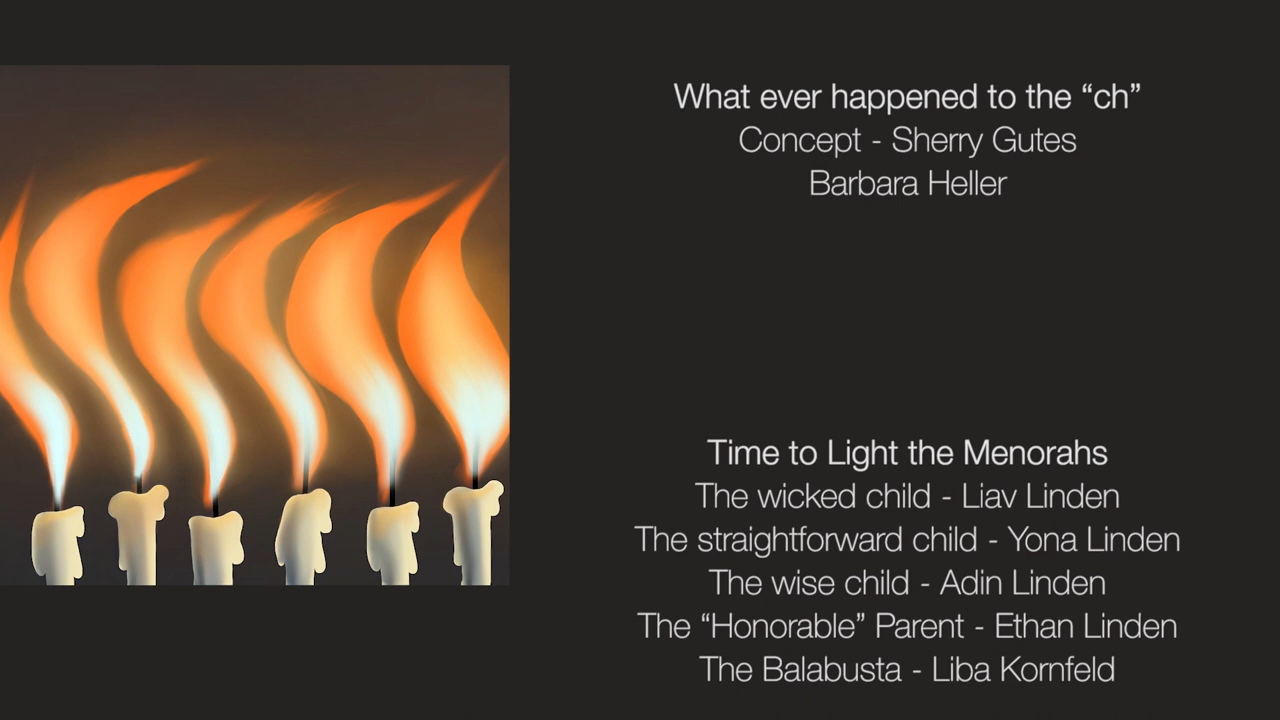 What ever happened to the “ch”
Concept - Sherry Gutes
Barbara Heller
Time to Light the Menorahs
The wicked child - Liav Linden
The straightforward child - Yona Linden
The wise child - Adin Linden
The “Honorable” Parent - Ethan Linden
The Balabusta - Liba Kornfeld